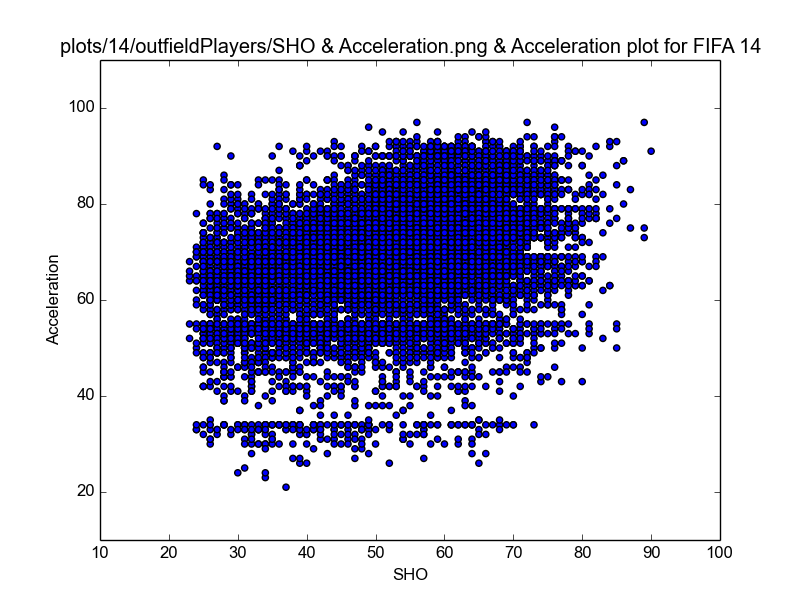 plots/14/outfieldPlayers/SHO & Acceleration.png & Acceleration plot for FIFA 14
100
80
60
40
20
Acceleration
10 20 30 40 50 60 70 80 90 100
SHO